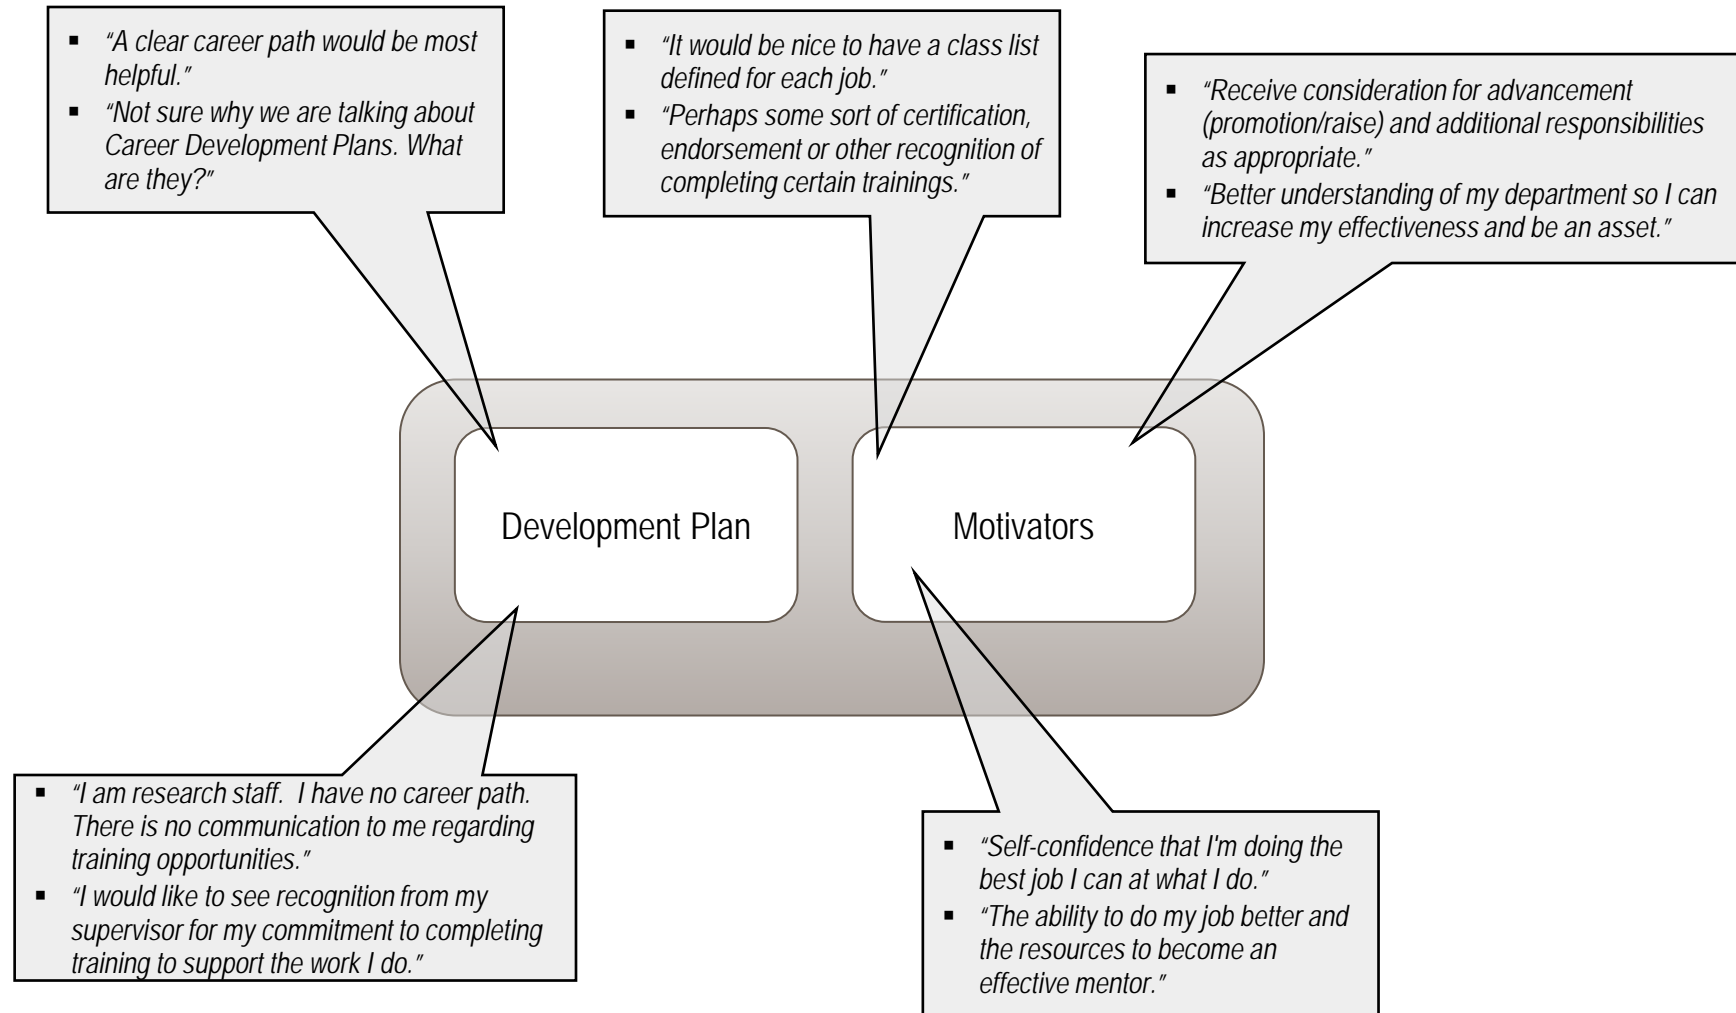 ▪ “A clear career path would be most
helpful.”
▪ “Not sure why we are talking about
Career Development Plans. What
are they?”
▪ “It would be nice to have a class list
defined for each job.”
▪ “Perhaps some sort of certification,
endorsement or other recognition of
completing certain trainings.”
▪ “Receive consideration for advancement
(promotion/raise) and additional responsibilities
as appropriate.”
▪ “Better understanding of my department so I can
increase my effectiveness and be an asset.”
Development Plan
Motivators
▪ “I am research staff.  I have no career path.
There is no communication to me regarding
training opportunities.”
▪ “I would like to see recognition from my
supervisor for my commitment to completing
training to support the work I do.”
▪ “Self-confidence that I'm doing the
best job I can at what I do.”
▪ “The ability to do my job better and
the resources to become an
effective mentor.”